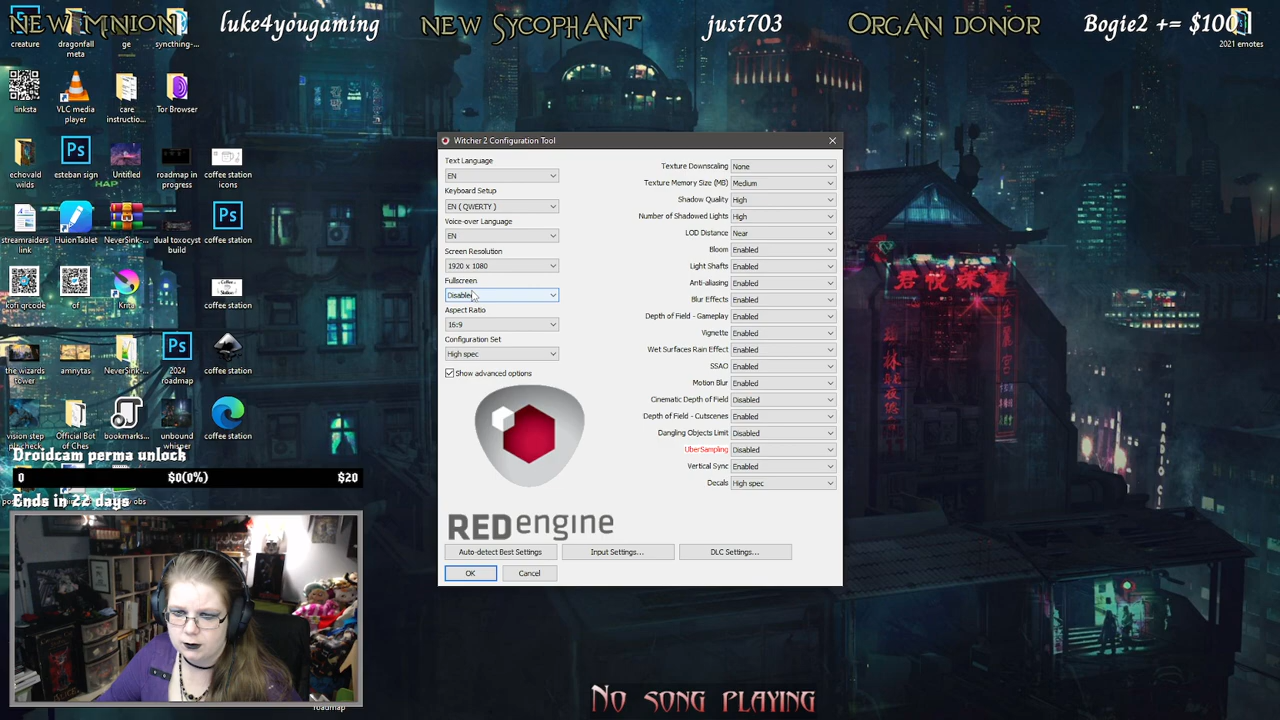 NEW MINION
luke4yougaming
NEW SYCOPHANT
just703
ORGAN DONOR
Bogie2 += $100
creature
dragonfall
meta
ge
syncthing-...
2021 emotes
linksta
VLC media
player
care
instructio...
Tor Browser
echovald
wilds
esteban sign
Untitled
roadmap in
progress
coffee station
icons
HAP
streamraiders
link
HuionTablet
NeverSink-...
dual toxocyst
build
coffee station
kofi qrcode
of
Krita
coffee station
the wizards
tower
amnytas
NeverSink-...
2024
roadmap
coffee station
vision step
Official Bot
of Ches
bookmarks...
unbound
whisper
coffee station
Droidcam perma unlock
0
$0(0%)
$20
Ends in 22 days
roadmap
Witcher 2 Configuration Tool
Text Language
EN
Keyboard Setup
EN ( QWERTY )
Voice-over Language
EN
Screen Resolution
1920 x 1080
Fullscreen
Disabled
Aspect Ratio
16:9
Configuration Set
High spec
Show advanced options
Texture Downscaling None
Texture Memory Size (MB) Medium
Shadow Quality High
Number of Shadowed Lights High
LOD Distance Near
Bloom Enabled
Light Shafts Enabled
Anti-aliasing Enabled
Blur Effects Enabled
Depth of Field - Gameplay Enabled
Vignette Enabled
Wet Surfaces Rain Effect Enabled
SSAO Enabled
Motion Blur Enabled
Cinematic Depth of Field Disabled
Depth of Field - Cutscenes Enabled
Dangling Objects Limit Disabled
UberSampling Disabled
Vertical Sync Enabled
Decals High spec
REDengine
Auto-detect Best Settings
Input Settings...
DLC Settings...
OK
Cancel
No song playing